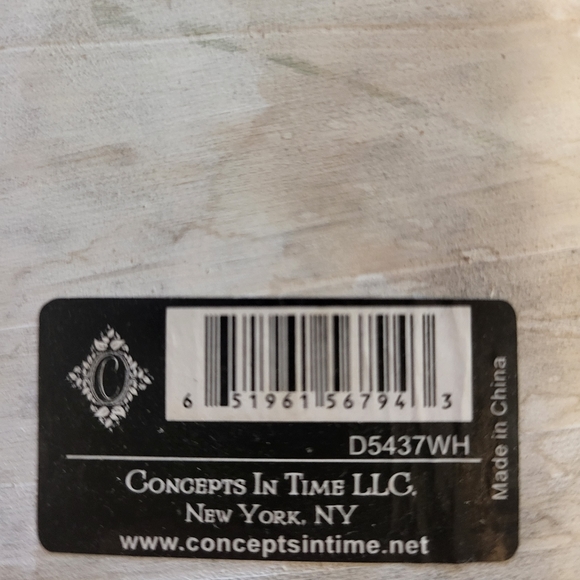 C
6 51961 56794 3
D5437WH
CONCEPTS IN TIME LLC.
NEW YORK, NY
www.conceptsintime.net
Made in China